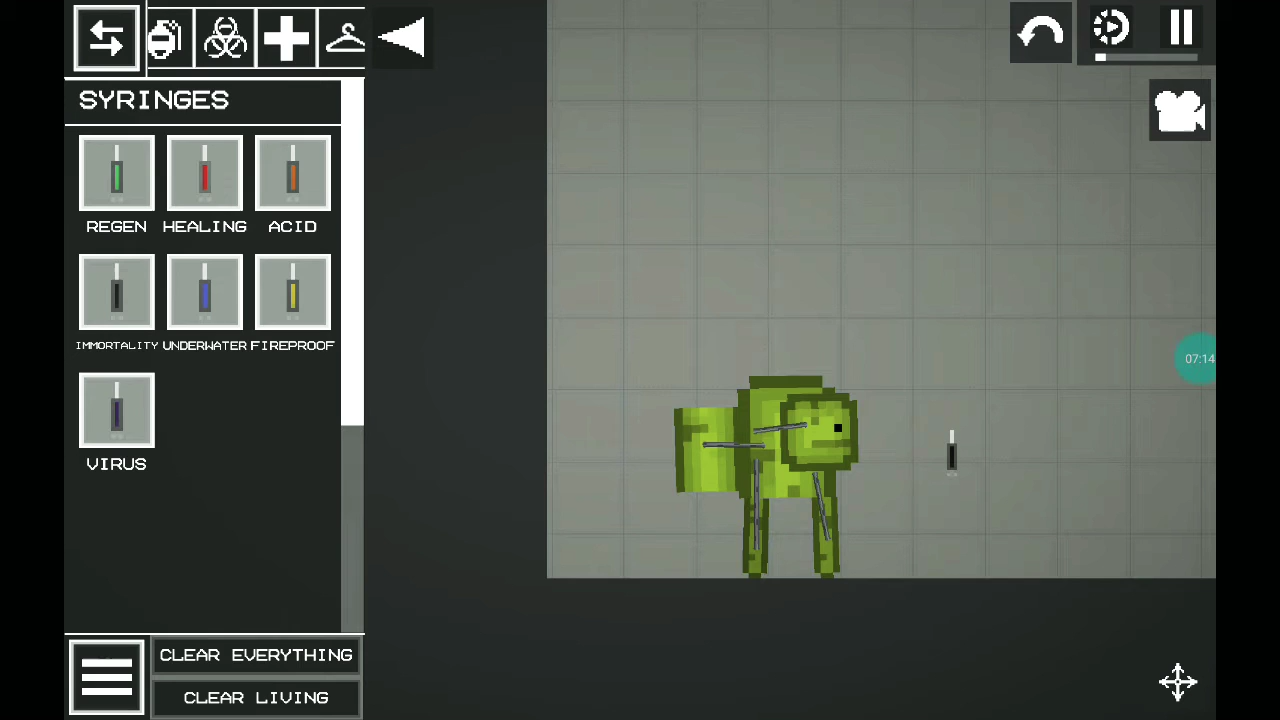 SYRINGES
REGEN HEALING ACID
IMMORTALITY UNDERWATER FIREPROOF
VIRUS
07:14
CLEAR EVERYTHING
CLEAR LIVING